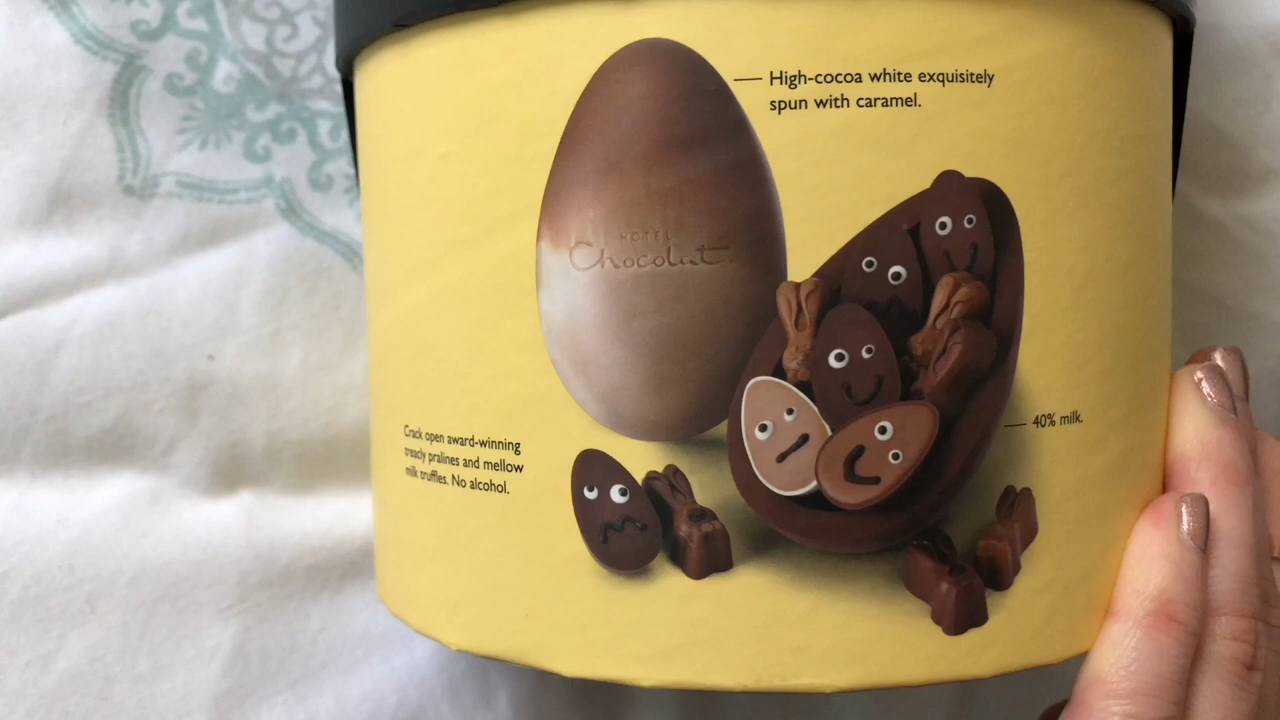 High-cocoa white exquisitely
spun with caramel.
HOTEL
Chocolat.
40% milk.
Crack open award-winning
treacly pralines and mellow
milk truffles. No alcohol.